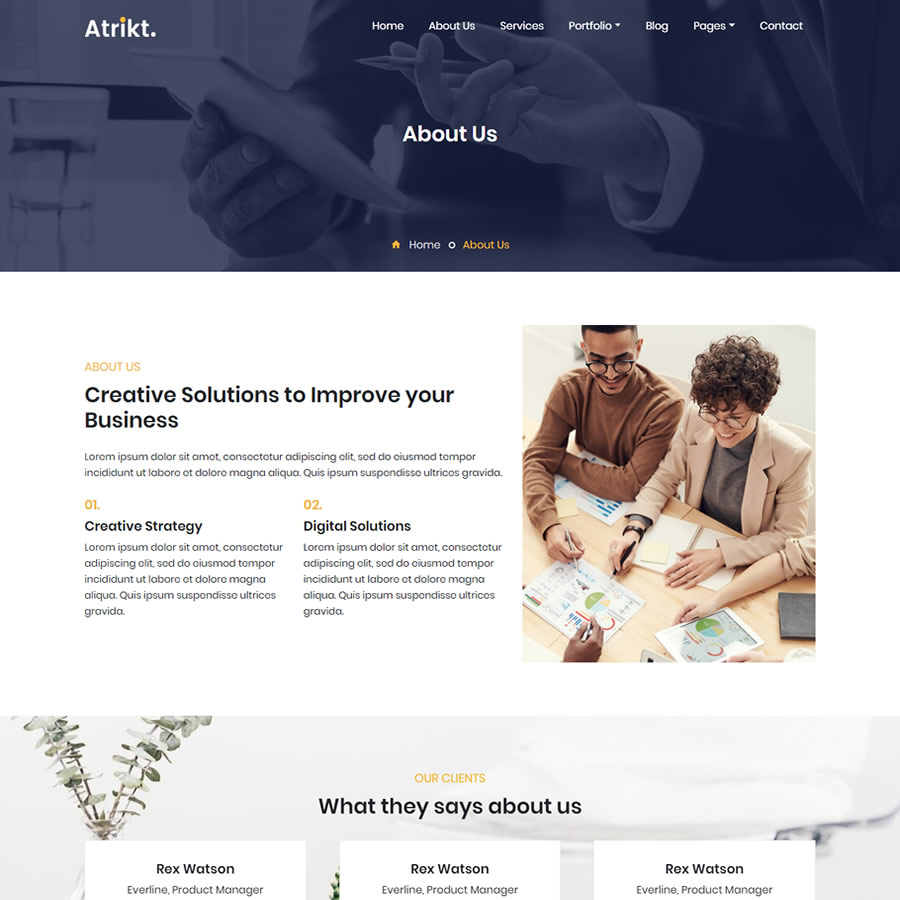 Atrikt.
Home About Us Services Portfolio Blog Pages Contact
About Us
Home About Us
ABOUT US
Creative Solutions to Improve your
Business
Lorem ipsum dolor sit amet, consectetur adipiscing elit, sed do eiusmod tempor
incididunt ut labore et dolore magna aliqua. Quis ipsum suspendisse ultrices gravida.
01.
Creative Strategy
Lorem ipsum dolor sit amet, consectetur
adipiscing elit, sed do eiusmod tempor
incididunt ut labore et dolore magna
aliqua. Quis ipsum suspendisse ultrices
gravida.
02.
Digital Solutions
Lorem ipsum dolor sit amet, consectetur
adipiscing elit, sed do eiusmod tempor
incididunt ut labore et dolore magna
aliqua. Quis ipsum suspendisse ultrices
gravida.
OUR CLIENTS
What they says about us
Rex Watson
Everline, Product Manager
Rex Watson
Everline, Product Manager
Rex Watson
Everline, Product Manager